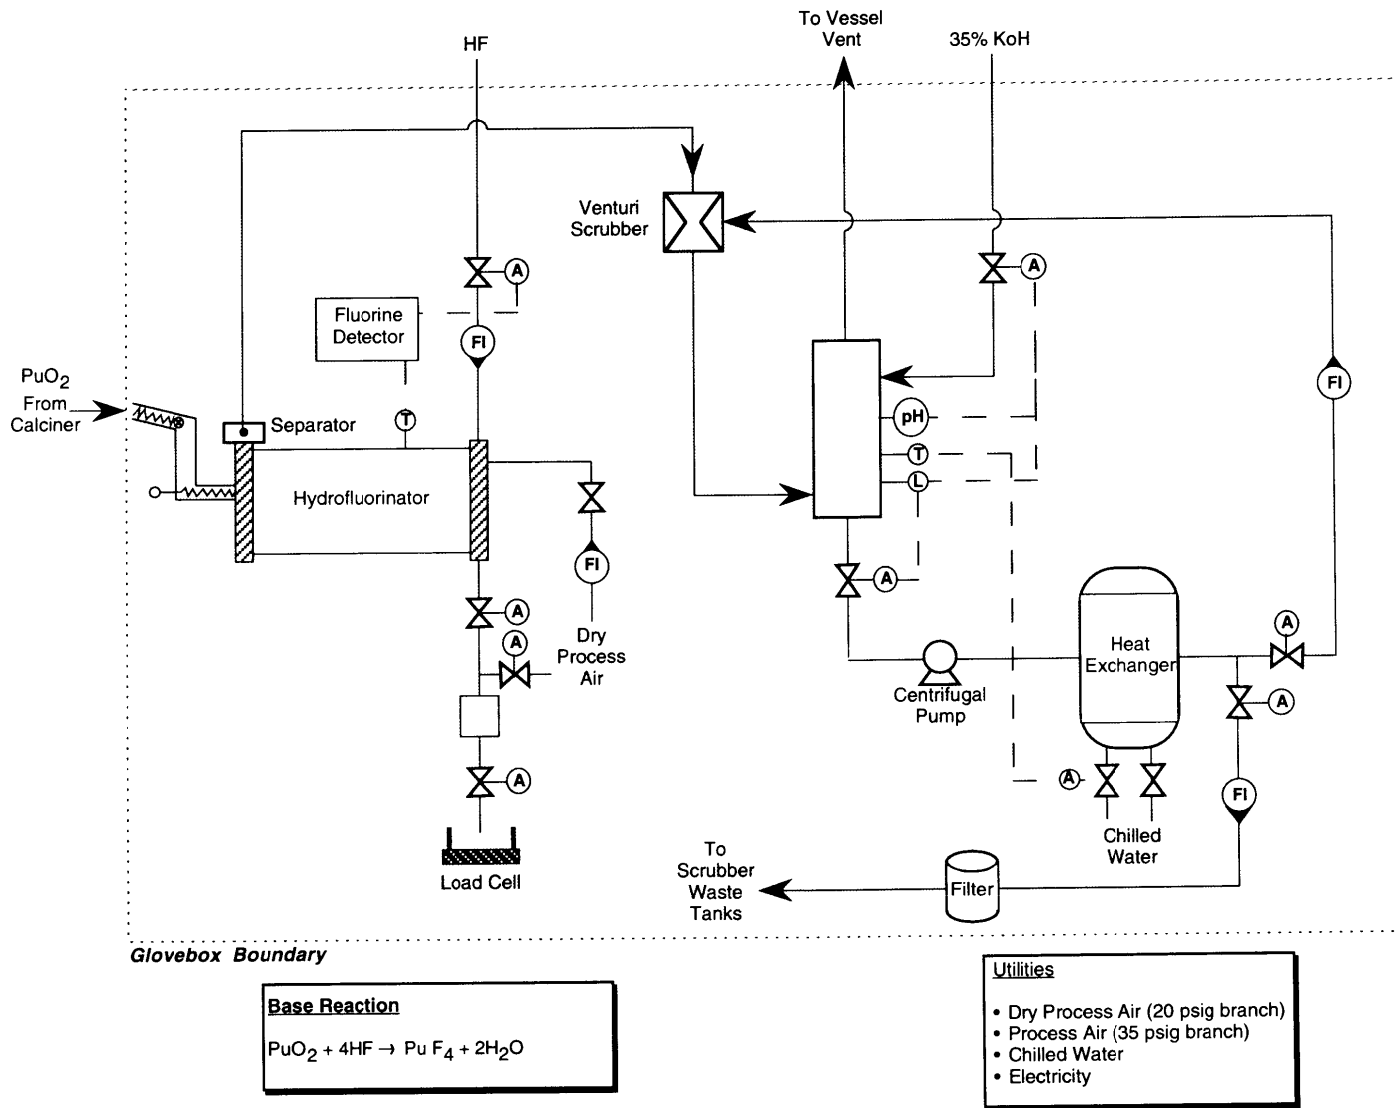 To Vessel
Vent
HF
35% KoH
Venturi
Scrubber
A
A
Fluorine
Detector
FI
PuO2
From
Calciner
Separator
T
FI
pH
T
L
Hydrofluorinator
FI
A
A
A
Dry
Process
Air
A
Heat
Exchanger
Centrifugal
Pump
A
A
A
FI
Chilled
Water
A
Load Cell
To
Scrubber
Waste
Tanks
Filter
Glovebox Boundary
Base Reaction
PuO2 + 4HF → Pu F4 + 2H2O
Utilities
• Dry Process Air (20 psig branch)
• Process Air (35 psig branch)
• Chilled Water
• Electricity